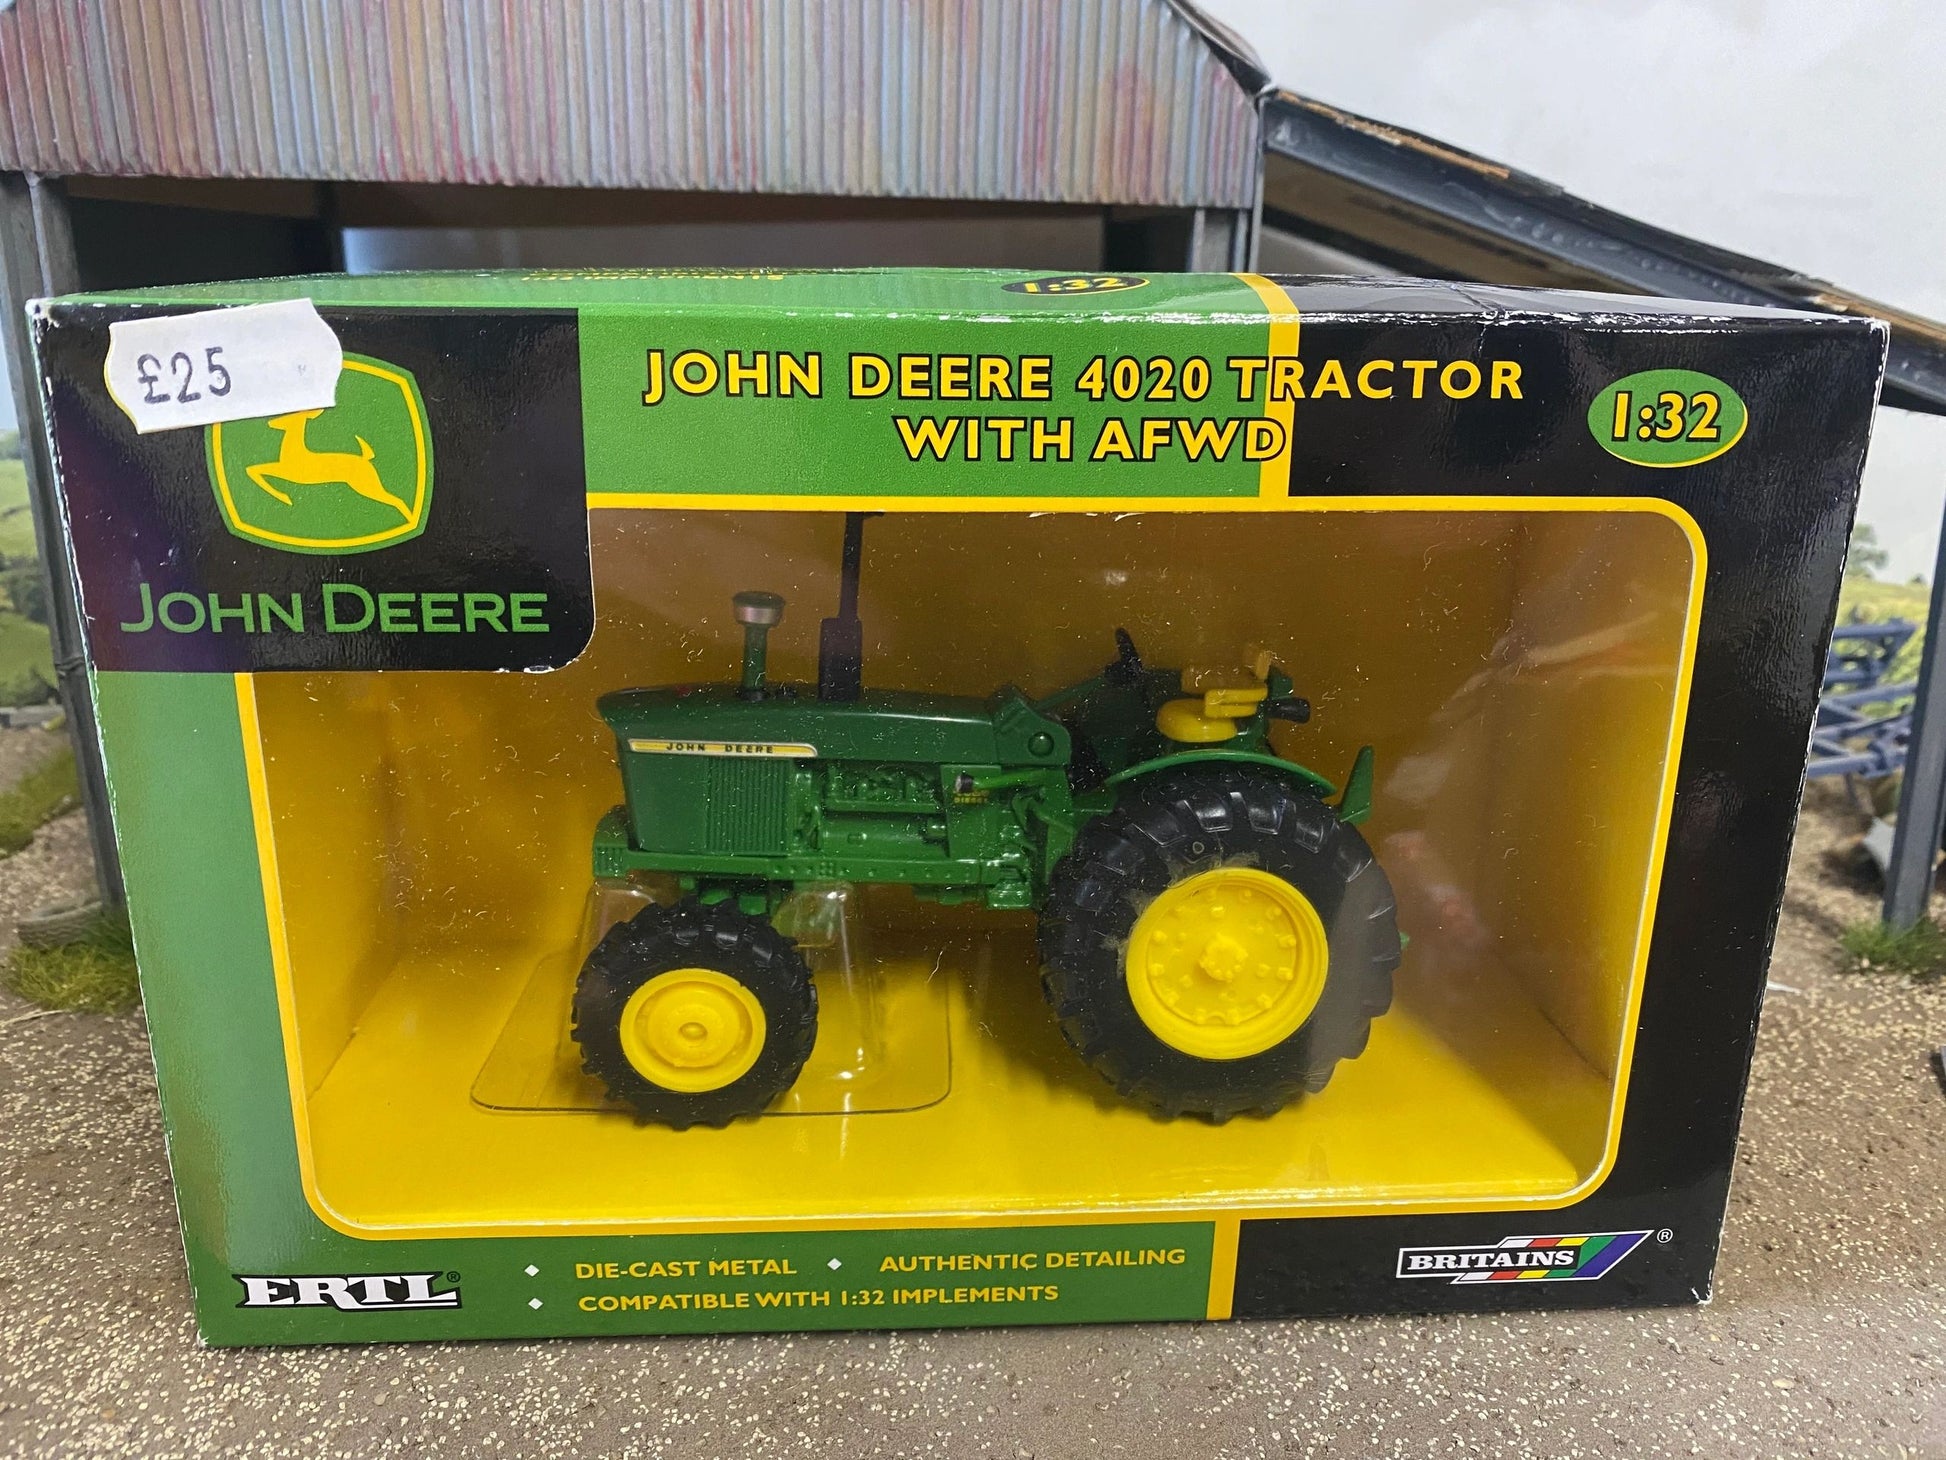 1:32
£25
JOHN DEERE 4020 TRACTOR
WITH AFWD
1:32
JOHN DEERE
JOHN DEERE
DIESEL
ERTL®
DIE-CAST METAL
AUTHENTIC DETAILING
COMPATIBLE WITH 1:32 IMPLEMENTS
BRITAINS®